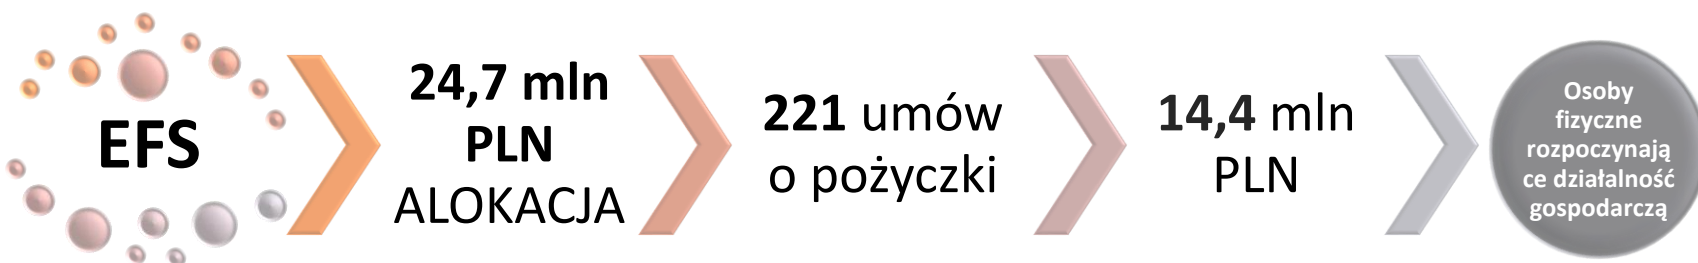 EFS
24,7 mln
PLN
ALOKACJA
221 umów
o pożyczki
14,4 mln
PLN
Osoby
fizyczne
rozpoczynają
ce działalność
gospodarczą